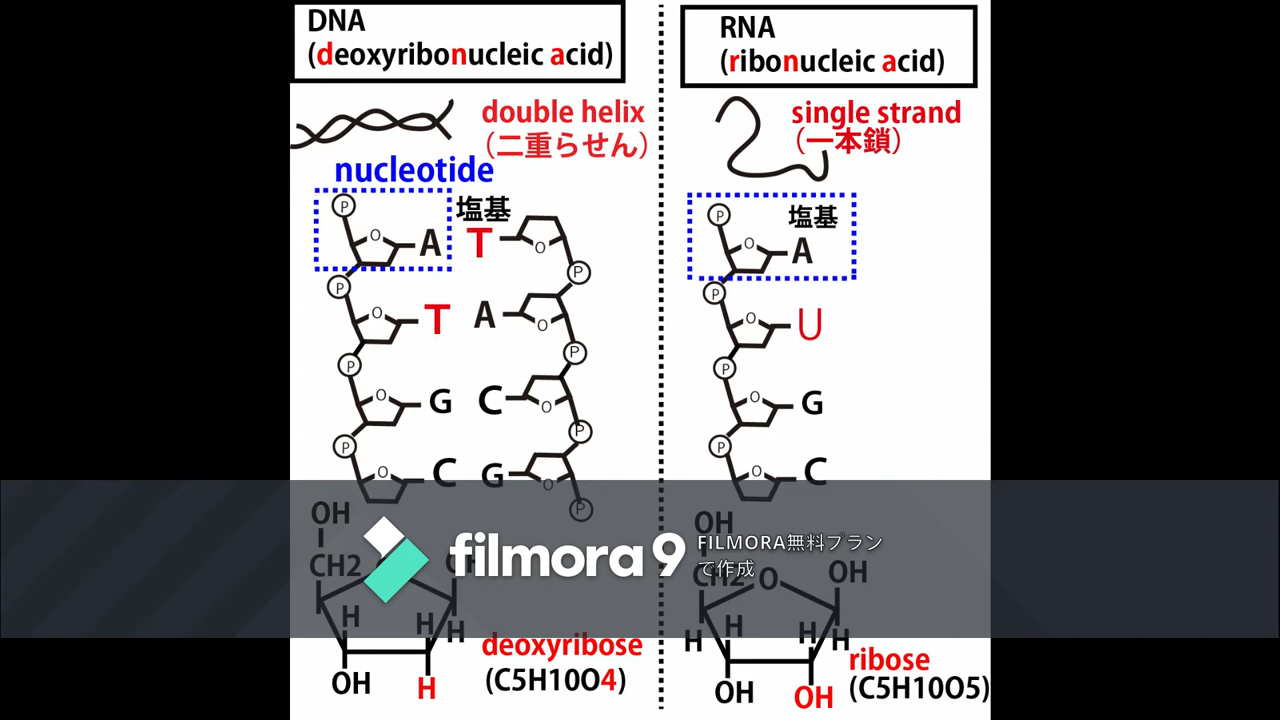 DNA
(deoxyribonucleic acid)
double helix
(二重らせん)
nucleotide
塩基
P
A
T
O
O
P
P
T
A
O
O
P
P
G
C
O
O
P
P
C
G
O
O
P
OH
CH2
OH
H
H
H
OH
H
deoxyribose
(C5H10O4)
RNA
(ribonucleic acid)
single strand
(一本鎖)
P
塩基
O
A
P
O
U
P
O
G
P
O
C
OH
CH2
O
OH
H
H
H
H
OH
OH
ribose
(C5H10O5)
filmora9
FILMORA無料プラン
で作成